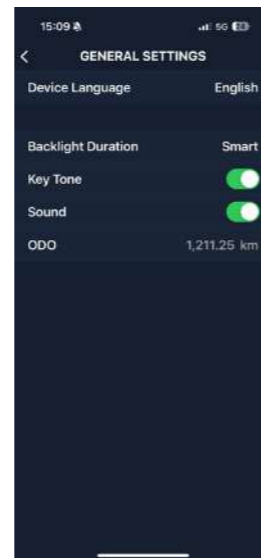 15:09 5G
< GENERAL SETTINGS
Device Language English
Backlight Duration Smart
Key Tone
Sound
ODO 1,211.25 km